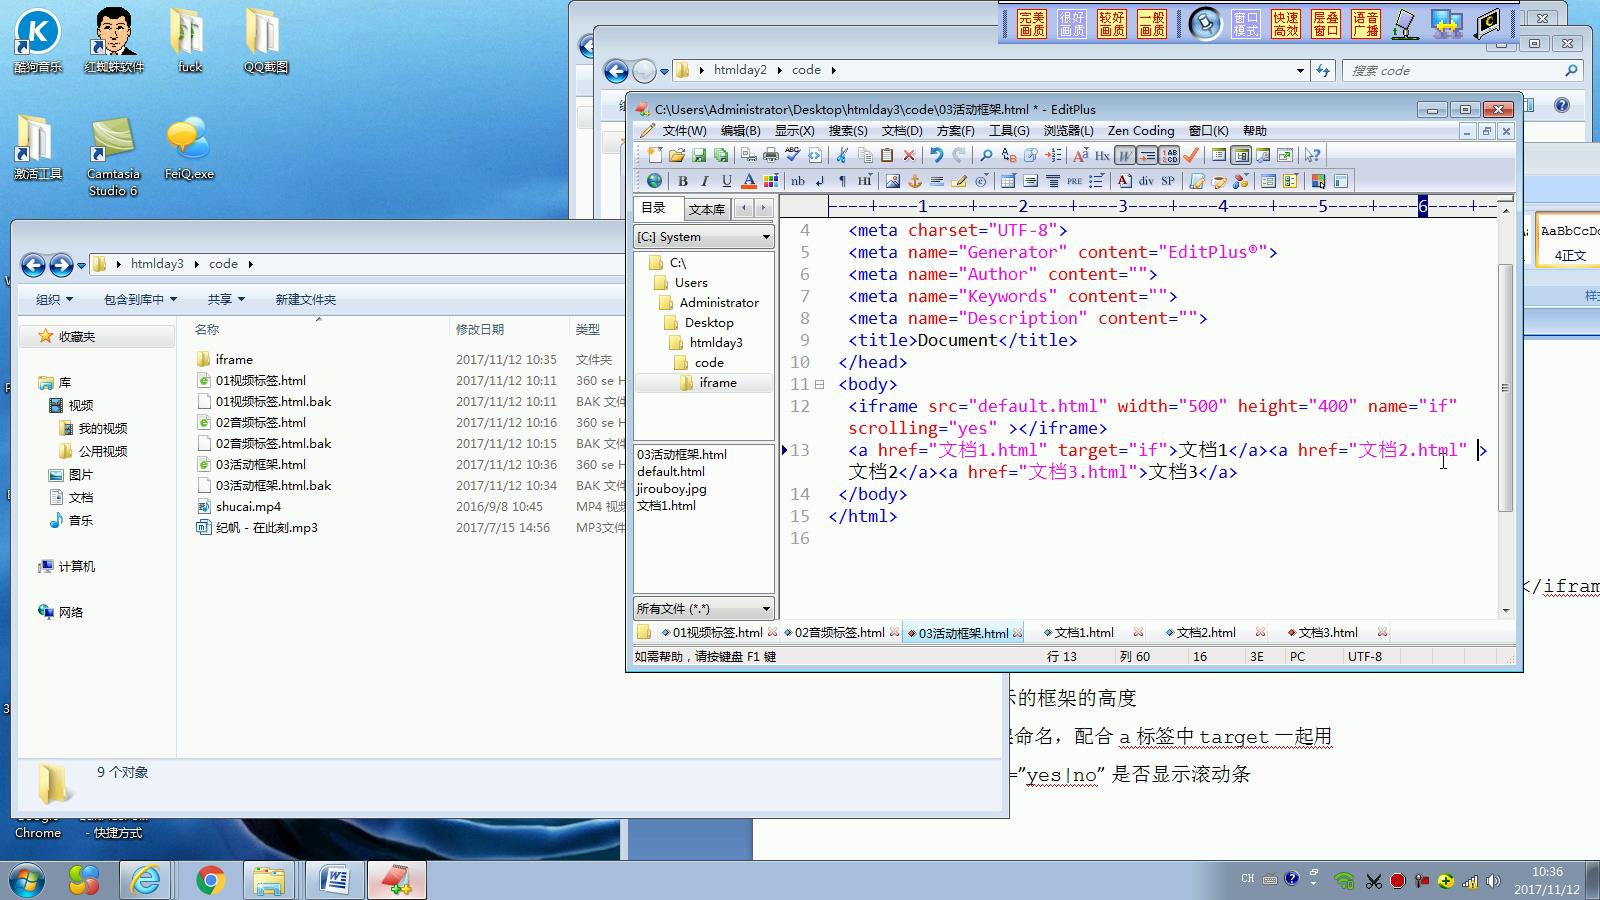 酷狗音乐
红蜘蛛软件
fuck
QQ截图
激活工具
Camtasia
Studio 6
FeiQ.exe
完美画质
很好画质
较好画质
一般画质
窗口模式
快速高效
层叠窗口
语音广播
htmlday2
code
搜索 code
C:\Users\Administrator\Desktop\htmlday3\code\03活动框架.html * - EditPlus
文件(W) 编辑(B) 显示(X) 搜索(S) 文档(D) 方案(F) 工具(G) 浏览器(L) Zen Coding 窗口(K) 帮助
B I U A nb HI PRE A div SP
目录
文本库
----+----1----+----2----+----3----+----4----+----5----+----6----+--
[C:] System
C:\
Users
Administrator
Desktop
htmlday3
code
iframe
03活动框架.html
default.html
jirouboy.jpg
文档1.html
所有文件 (*.*)
4 <meta charset="UTF-8">
5 <meta name="Generator" content="EditPlus®">
6 <meta name="Author" content="">
7 <meta name="Keywords" content="">
8 <meta name="Description" content="">
9 <title>Document</title>
10 </head>
11 <body>
12 <iframe src="default.html" width="500" height="400" name="if"
scrolling="yes" ></iframe>
13 <a href="文档1.html" target="if">文档1</a><a href="文档2.html" >
文档2</a><a href="文档3.html">文档3</a>
14 </body>
15 </html>
16
01视频标签.html
02音频标签.html
03活动框架.html
文档1.html
文档2.html
文档3.html
如需帮助，请按键盘 F1 键
行 13
列 60
16
3E
PC
UTF-8
htmlday3
code
组织
包含到库中
共享
新建文件夹
收藏夹
库
视频
我的视频
公用视频
图片
文档
音乐
计算机
网络
名称 修改日期 类型
iframe 2017/11/12 10:35 文件夹
01视频标签.html 2017/11/12 10:11 360 se H
01视频标签.html.bak 2017/11/12 10:11 BAK 文件
02音频标签.html 2017/11/12 10:16 360 se H
02音频标签.html.bak 2017/11/12 10:15 BAK 文件
03活动框架.html 2017/11/12 10:36 360 se H
03活动框架.html.bak 2017/11/12 10:34 BAK 文件
shucai.mp4 2016/9/8 10:45 MP4 视频
纪帆 - 在此刻.mp3 2017/7/15 14:56 MP3文件
9 个对象
AaBbCcDc
4正文
</ifram
示的框架的高度
命名，配合 a 标签中 target 一起用
="yes|no" 是否显示滚动条
Chrome
- 快捷方式
CH
10:36
2017/11/12